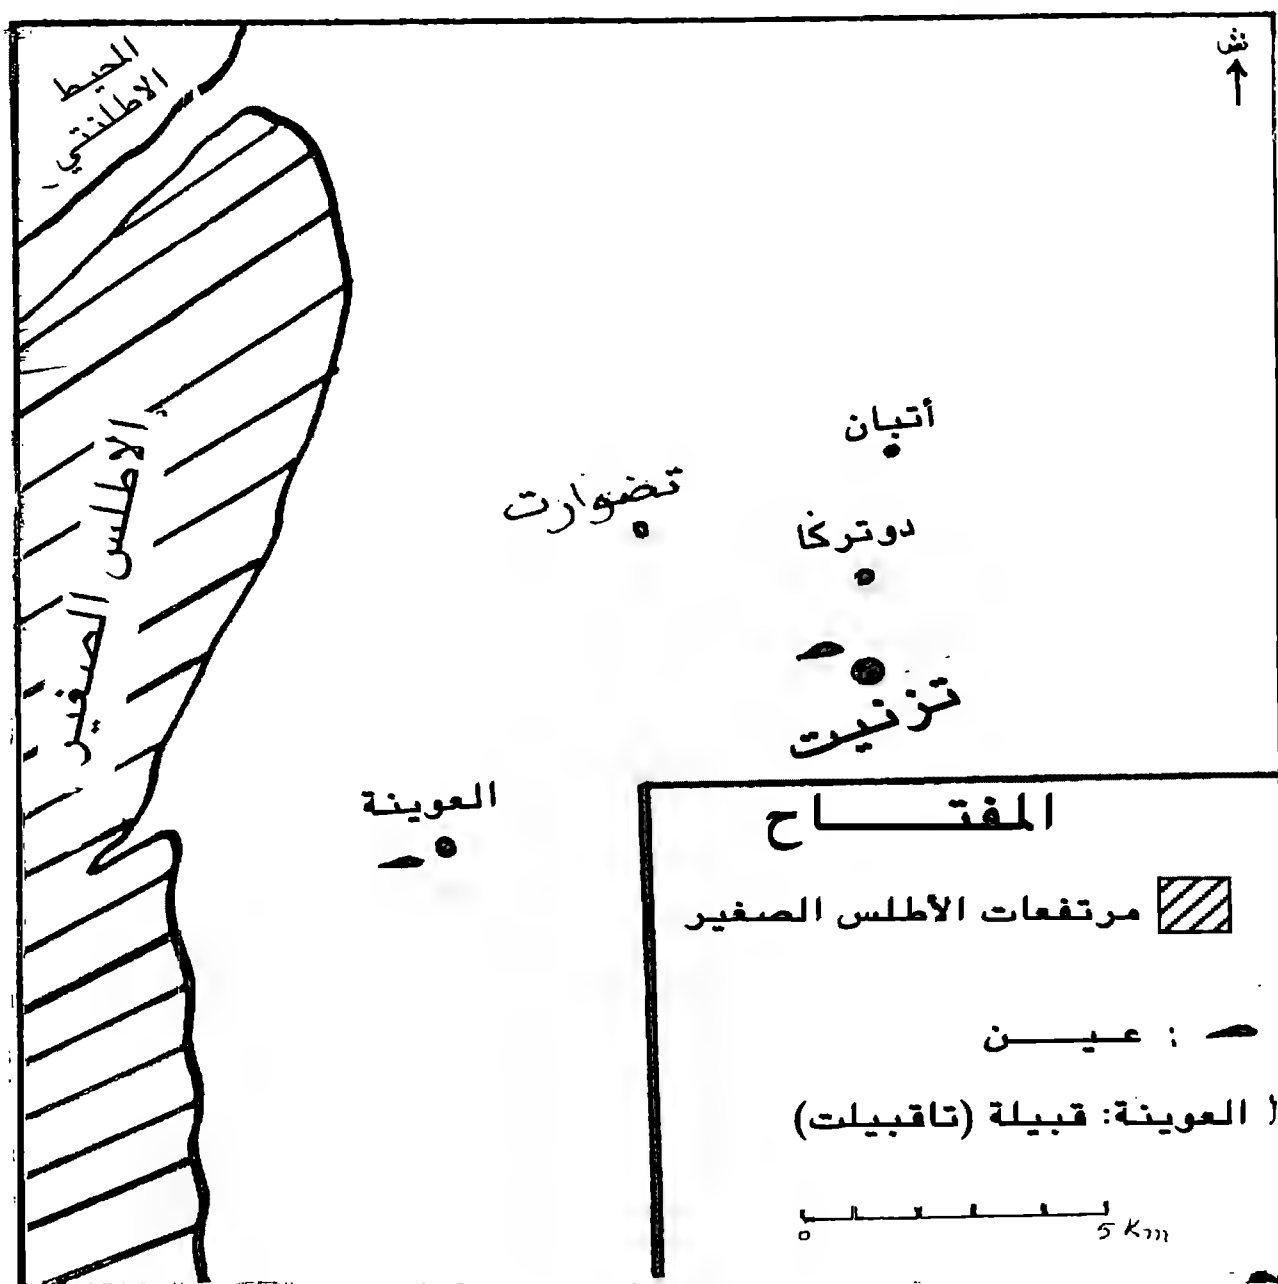 ش
المحيط
الاطلنتي
أتبان
تضوارت
دوتركا
الاطلس الصغير
تزنيت
العوينة
المفتاح
مرتفعات الأطلس الصغير
: عين
العوينة: قبيلة (تاقبيلت)
0 5 Km